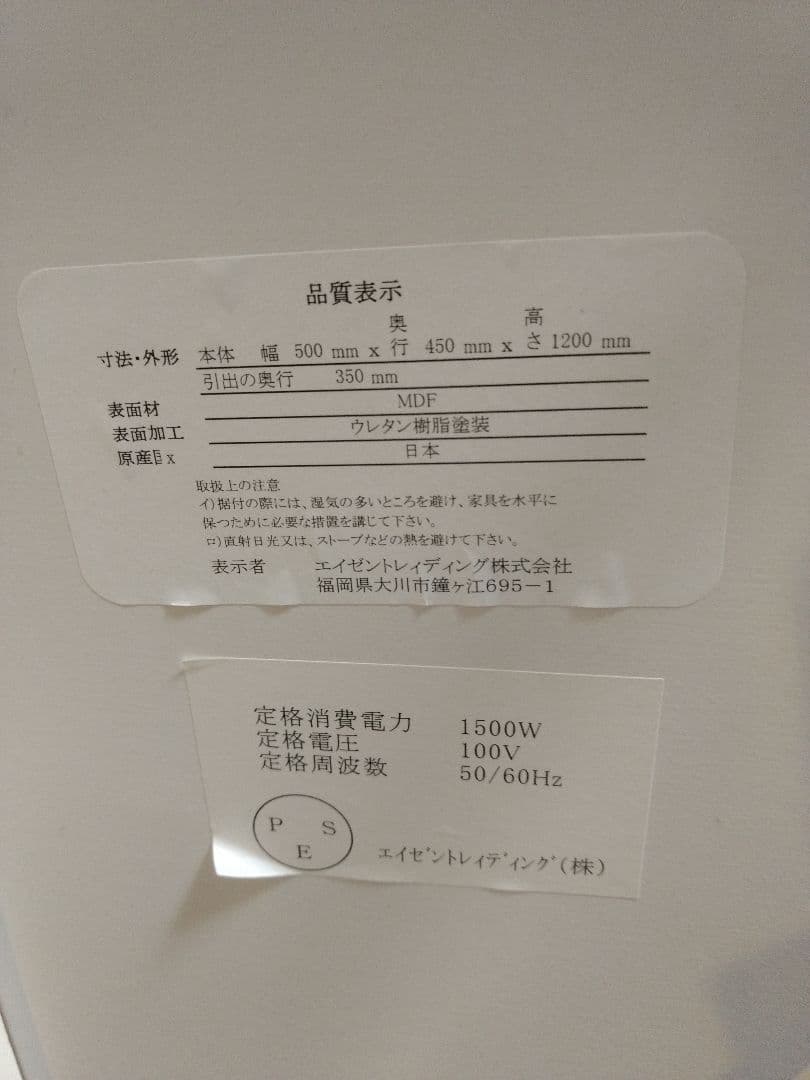 品質表示
寸法・外形 本体 幅 500 mm x 奥行 450 mm x 高さ 1200 mm
引出の奥行 350 mm
表面材 MDF
表面加工 ウレタン樹脂塗装
原産 日本
取扱上の注意
イ)据付の際には、湿気の多いところを避け、家具を水平に
保つために必要な措置を講じて下さい。
ロ)直射日光又は、ストーブなどの熱を避けて下さい。
表示者 エイゼントレィディング株式会社
福岡県大川市鐘ヶ江695-1
定格消費電力 1500W
定格電圧 100V
定格周波数 50/60Hz
P S E
エイゼントレィディング(株)